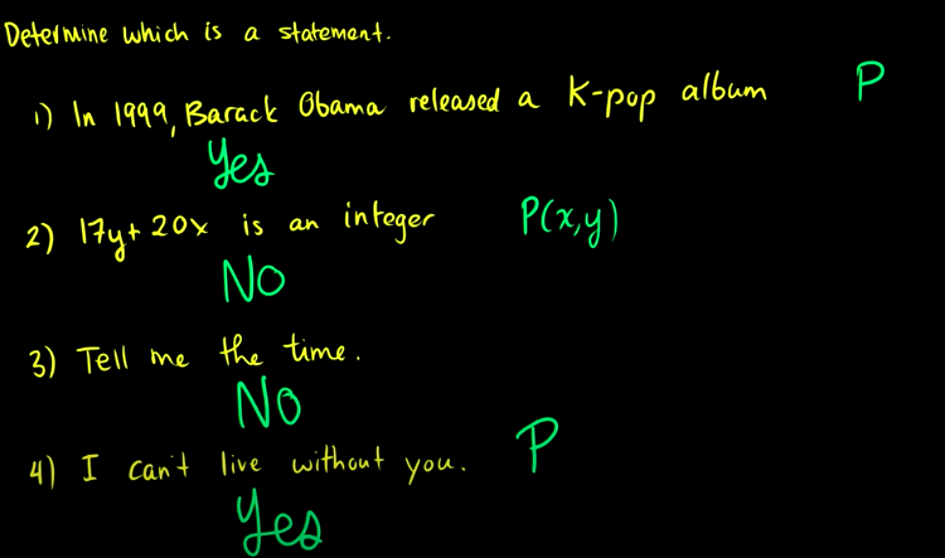 Determine which is a statement.
1) In 1999, Barack Obama released a K-pop album P
Yes
2) 17y+20x is an integer P(x,y)
NO
3) Tell me the time.
NO
4) I can't live without you. P
Yes